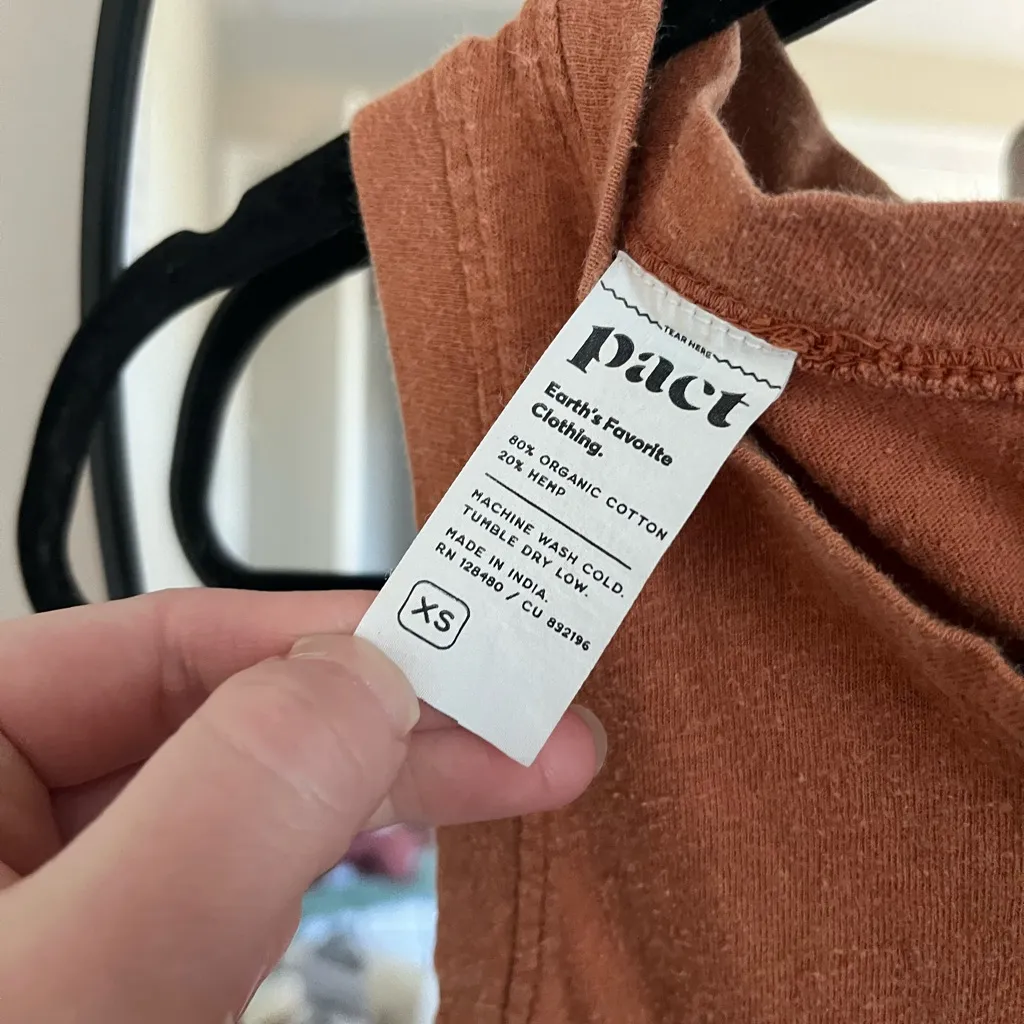 TEAR HERE
pact
Earth's Favorite
Clothing.
80% ORGANIC COTTON
20% HEMP
MACHINE WASH COLD.
TUMBLE DRY LOW.
MADE IN INDIA.
RN 128480 / CU 892196
XS